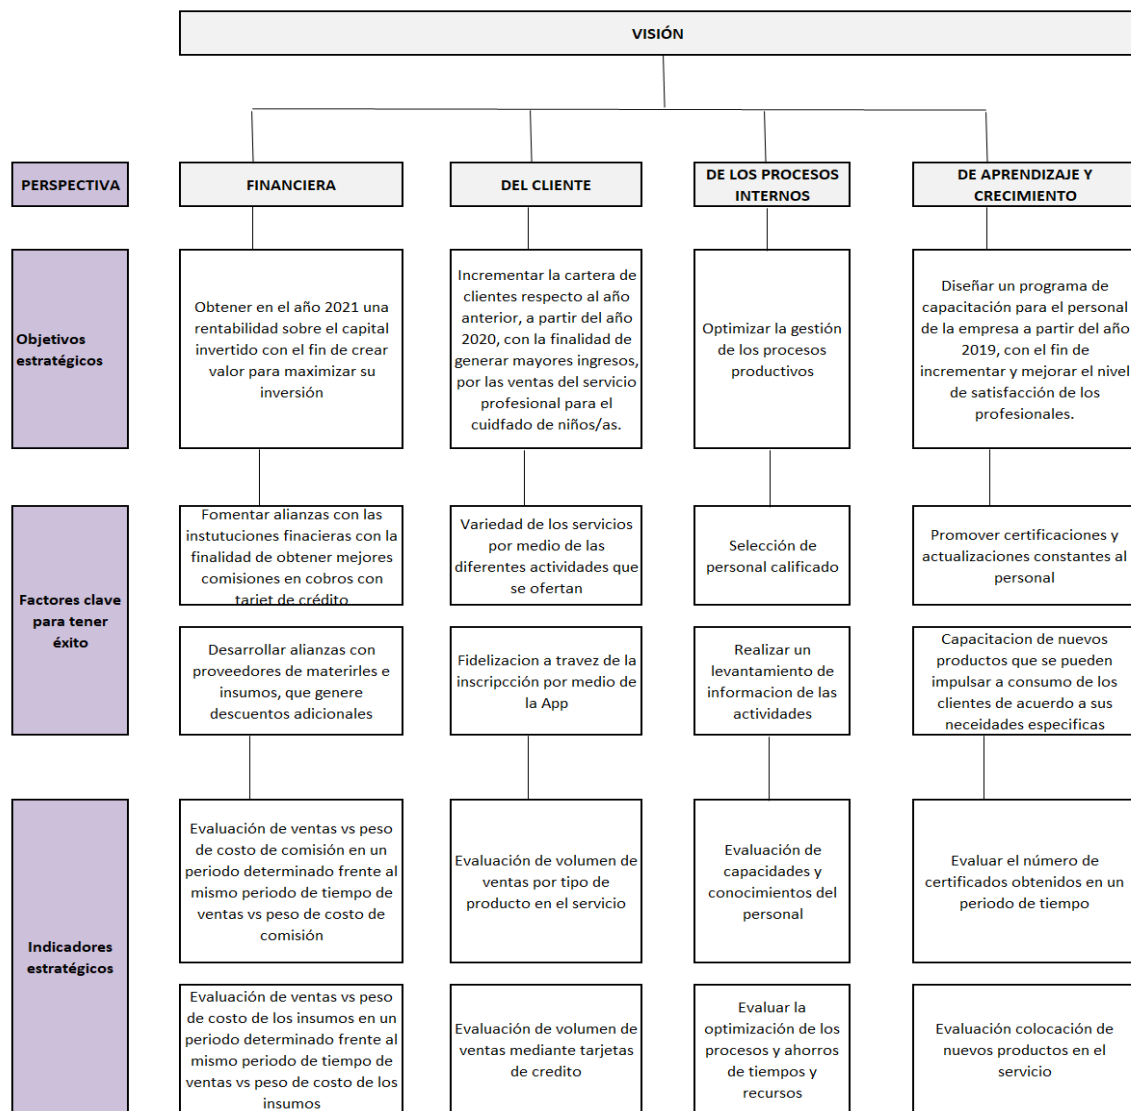 VISIÓN
PERSPECTIVA
FINANCIERA
DEL CLIENTE
DE LOS PROCESOS
INTERNOS
DE APRENDIZAJE Y
CRECIMIENTO
Objetivos
estratégicos
Obtener en el año 2021 una
rentabilidad sobre el capital
invertido con el fin de crear
valor para maximizar su
inversión
Incrementar la cartera de
clientes respecto al año
anterior, a partir del año
2020, con la finalidad de
generar mayores ingresos,
por las ventas del servicio
profesional para el
cuidfado de niños/as.
Optimizar la gestión
de los procesos
productivos
Diseñar un programa de
capacitación para el personal
de la empresa a partir del año
2019, con el fin de
incrementar y mejorar el nivel
de satisfacción de los
profesionales.
Factores clave
para tener
éxito
Fomentar alianzas con las
instutuciones finacieras con la
finalidad de obtener mejores
comisiones en cobros con
tarjet de crédito
Variedad de los servicios
por medio de las
diferentes actividades que
se ofertan
Selección de
personal calificado
Promover certificaciones y
actualizaciones constantes al
personal
Desarrollar alianzas con
proveedores de materirles e
insumos, que genere
descuentos adicionales
Fidelizacion a travez de la
inscripcción por medio de
la App
Realizar un
levantamiento de
informacion de las
actividades
Capacitacion de nuevos
productos que se pueden
impulsar a consumo de los
clientes de acuerdo a sus
neceidades especificas
Indicadores
estratégicos
Evaluación de ventas vs peso
de costo de comisión en un
periodo determinado frente al
mismo periodo de tiempo de
ventas vs peso de costo de
comisión
Evaluación de volumen de
ventas por tipo de
producto en el servicio
Evaluación de
capacidades y
conocimientos del
personal
Evaluar el número de
certificados obtenidos en un
periodo de tiempo
Evaluación de ventas vs peso
de costo de los insumos en un
periodo determinado frente al
mismo periodo de tiempo de
ventas vs peso de costo de los
insumos
Evaluación de volumen de
ventas mediante tarjetas
de credito
Evaluar la
optimización de los
procesos y ahorros
de tiempos y
recursos
Evaluación colocación de
nuevos productos en el
servicio